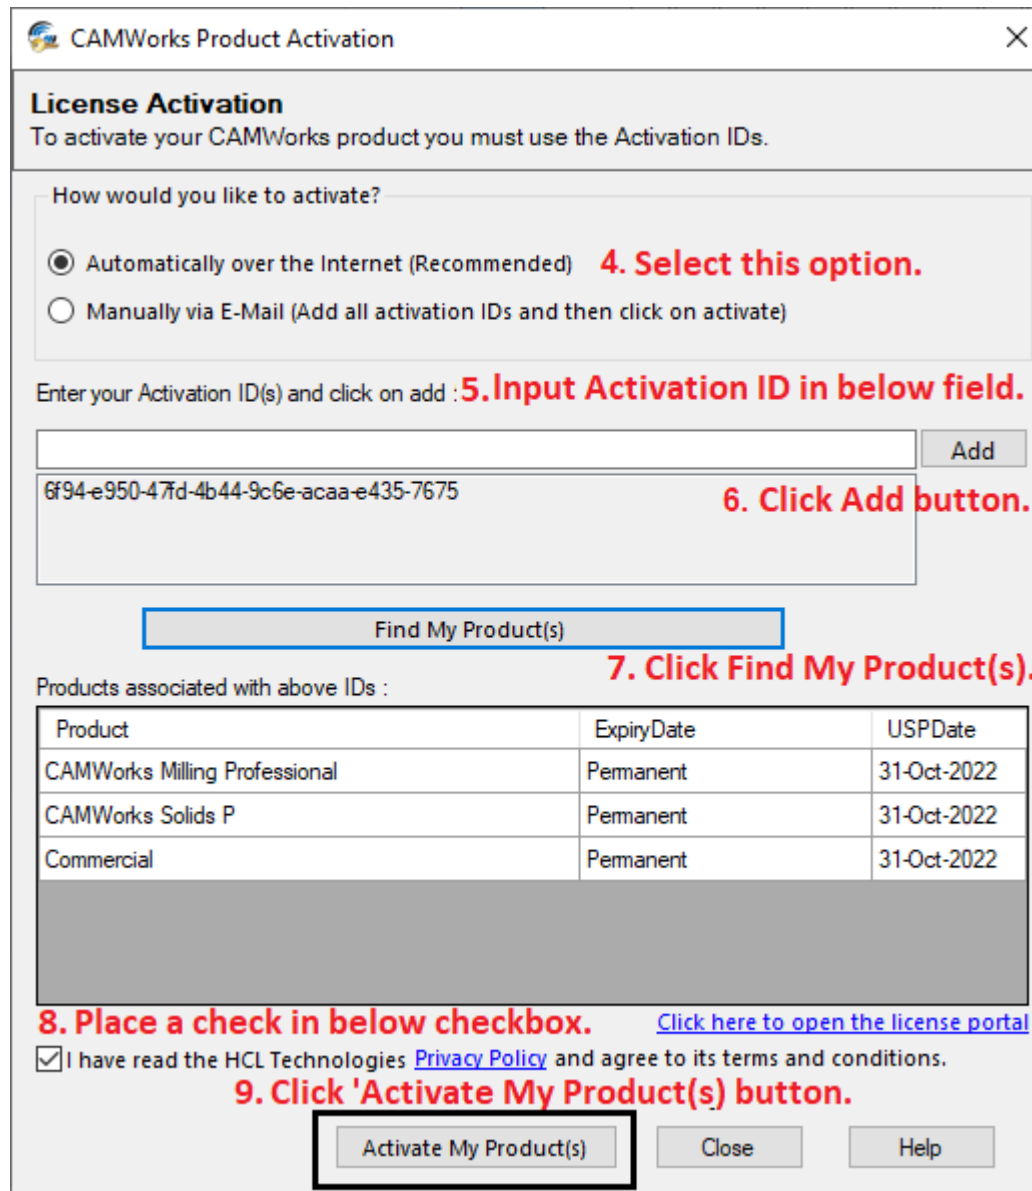 CAMWorks Product Activation
License Activation
To activate your CAMWorks product you must use the Activation IDs.
How would you like to activate?
Automatically over the Internet (Recommended) 4. Select this option.
Manually via E-Mail (Add all activation IDs and then click on activate)
Enter your Activation ID(s) and click on add : 5. Input Activation ID in below field.
Add
6f94-e950-47fd-4b44-9c6e-acaa-e435-7675
6. Click Add button.
Find My Product(s)
7. Click Find My Product(s).
Products associated with above IDs :
Product ExpiryDate USPDate
CAMWorks Milling Professional Permanent 31-Oct-2022
CAMWorks Solids P Permanent 31-Oct-2022
Commercial Permanent 31-Oct-2022
8. Place a check in below checkbox. Click here to open the license portal
I have read the HCL Technologies Privacy Policy and agree to its terms and conditions.
9. Click 'Activate My Product(s) button.
Activate My Product(s) Close Help